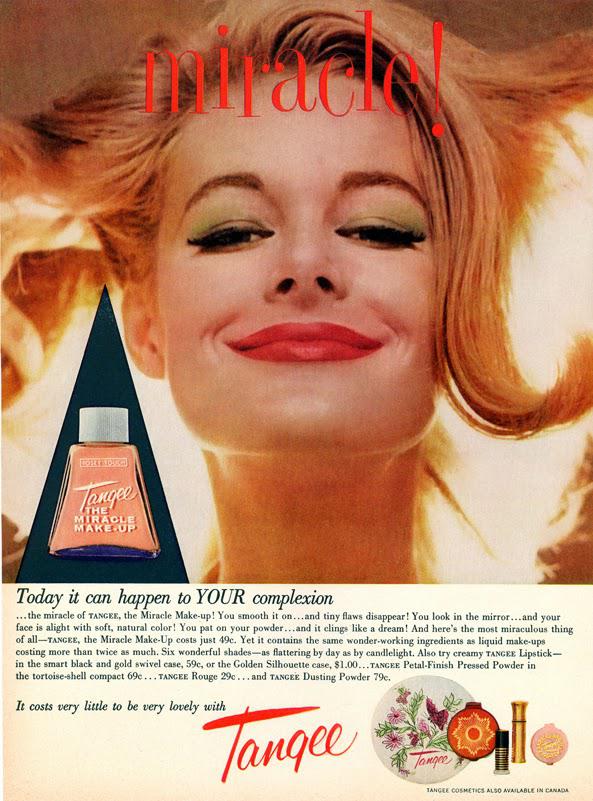 miracle!
ROSEY TOUCH
Tangee
THE
MIRACLE
MAKE-UP
Today it can happen to YOUR complexion
...the miracle of TANGEE, the Miracle Make-up! You smooth it on...and tiny flaws disappear! You look in the mirror...and your
face is alight with soft, natural color! You pat on your powder...and it clings like a dream! And here's the most miraculous thing
of all—TANGEE, the Miracle Make-Up costs just 49c. Yet it contains the same wonder-working ingredients as liquid make-ups
costing more than twice as much. Six wonderful shades—as flattering by day as by candlelight. Also try creamy TANGEE Lipstick—
in the smart black and gold swivel case, 59c, or the Golden Silhouette case, $1.00...TANGEE Petal-Finish Pressed Powder in
the tortoise-shell compact 69c...TANGEE Rouge 29c...and TANGEE Dusting Powder 79c.
It costs very little to be very lovely with
Tangee
Tangee
TANGEE COSMETICS ALSO AVAILABLE IN CANADA